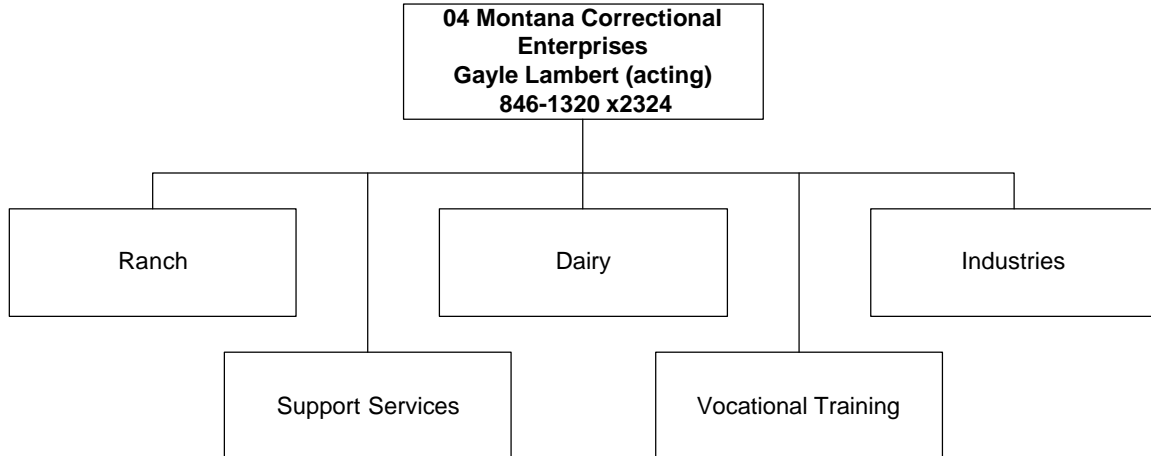 04 Montana Correctional
Enterprises
Gayle Lambert (acting)
846-1320 x2324
Ranch
Dairy
Industries
Support Services
Vocational Training